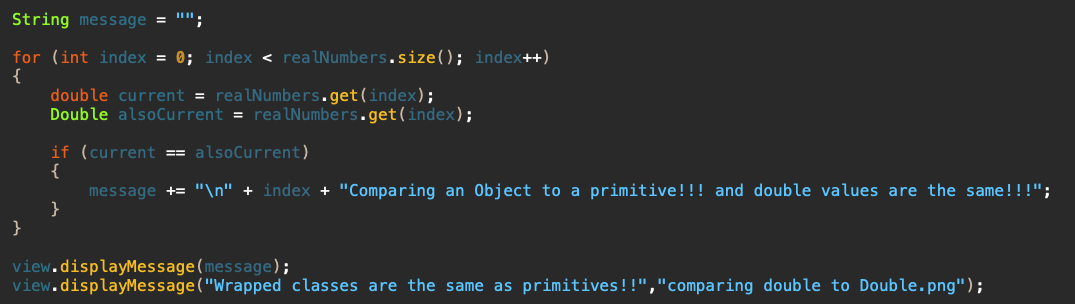 String message = "";
for (int index = 0; index < realNumbers.size(); index++)
{
double current = realNumbers.get(index);
Double alsoCurrent = realNumbers.get(index);
if (current == alsoCurrent)
{
message += "\n" + index + "Comparing an Object to a primitive!!! and double values are the same!!!";
}
}
view.displayMessage(message);
view.displayMessage("Wrapped classes are the same as primitives!!","comparing double to Double.png");